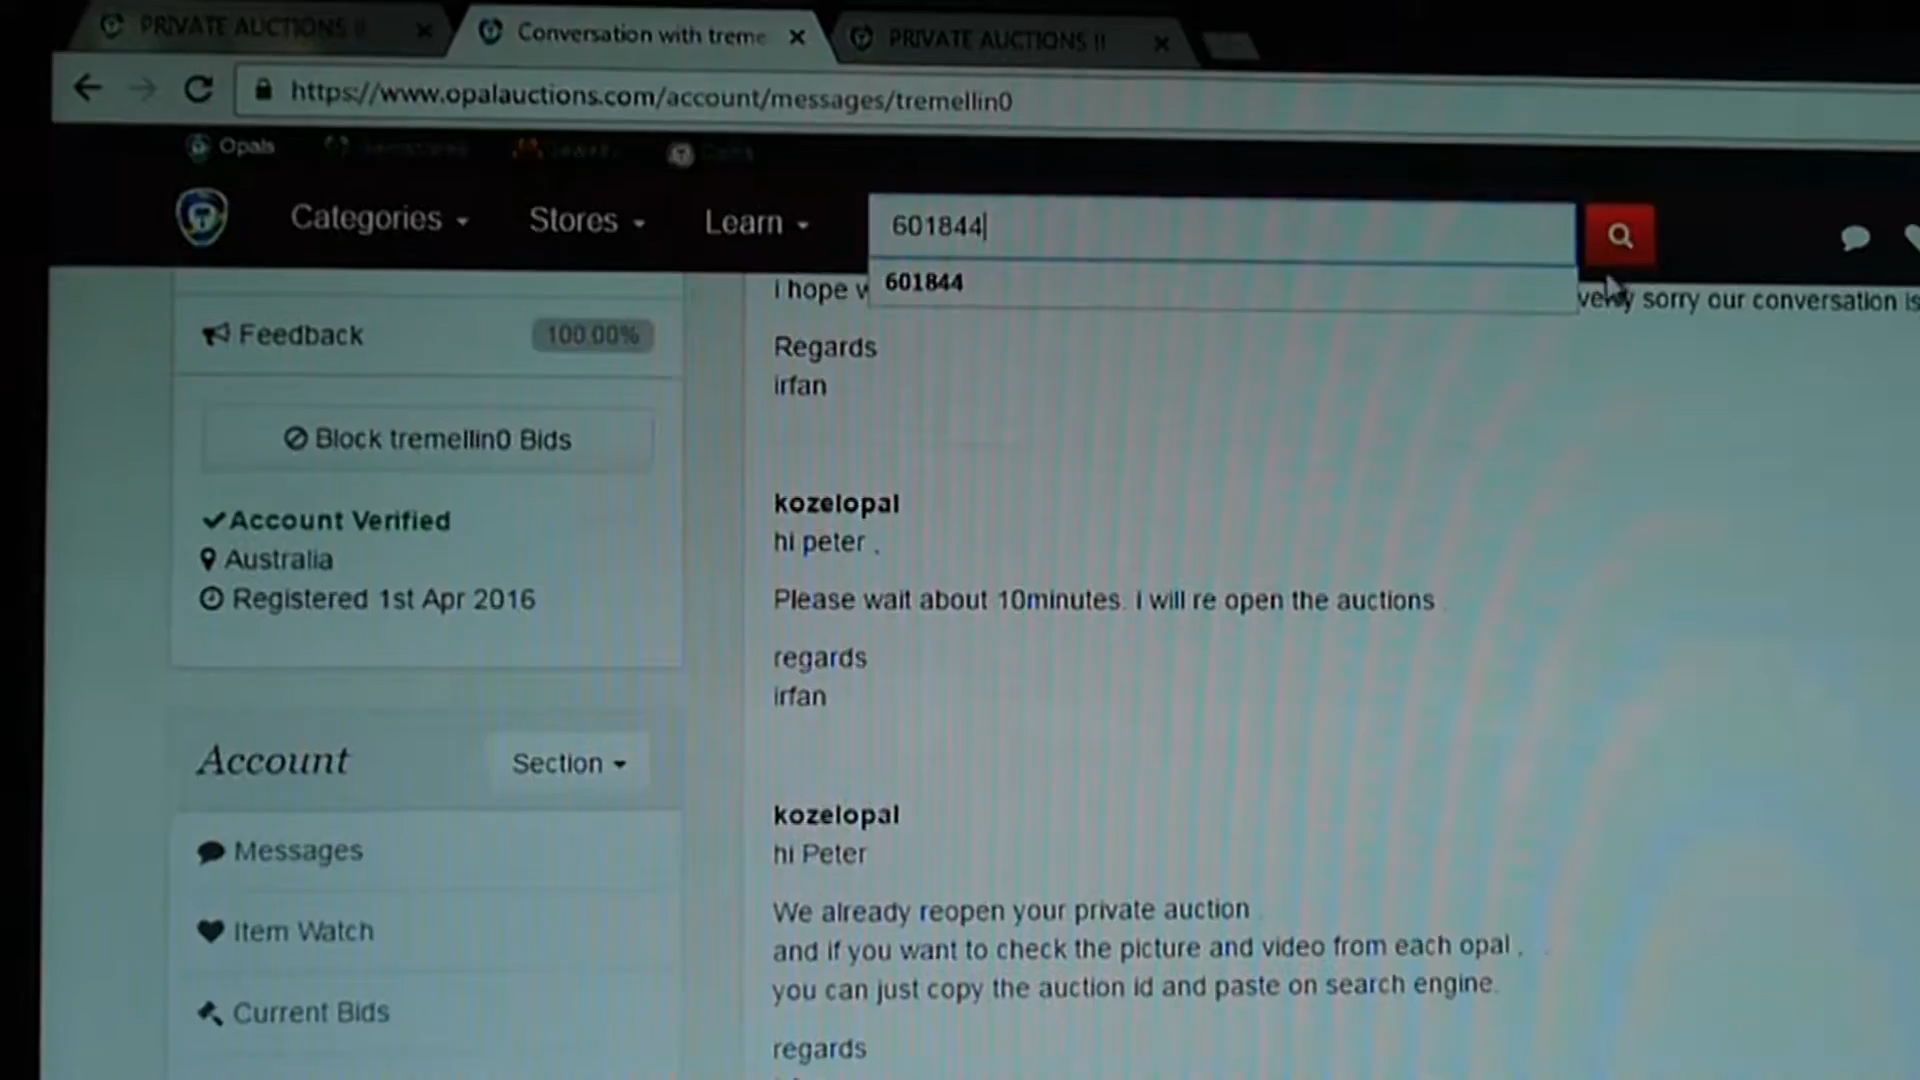 PRIVATE AUCTIONS !!
Conversation with treme
PRIVATE AUCTIONS !!
https://www.opalauctions.com/account/messages/tremellin0
Opals
Categories
Stores
Learn
601844
601844
i hope
very sorry our conversation is
Regards
irfan
Feedback
100.00%
Block tremellin0 Bids
Account Verified
Australia
Registered 1st Apr 2016
Account
Section
Messages
Item Watch
Current Bids
kozelopal
hi peter .
Please wait about 10minutes. i will re open the auctions
regards
irfan
kozelopal
hi Peter
We already reopen your private auction
and if you want to check the picture and video from each opal .
you can just copy the auction id and paste on search engine.
regards